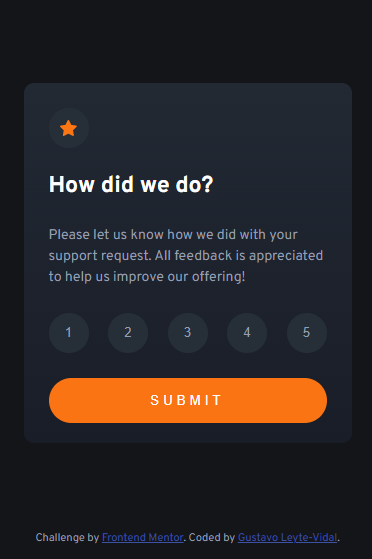 How did we do?
Please let us know how we did with your
support request. All feedback is appreciated
to help us improve our offering!
1 2 3 4 5
SUBMIT
Challenge by Frontend Mentor. Coded by Gustavo Leyte-Vidal.